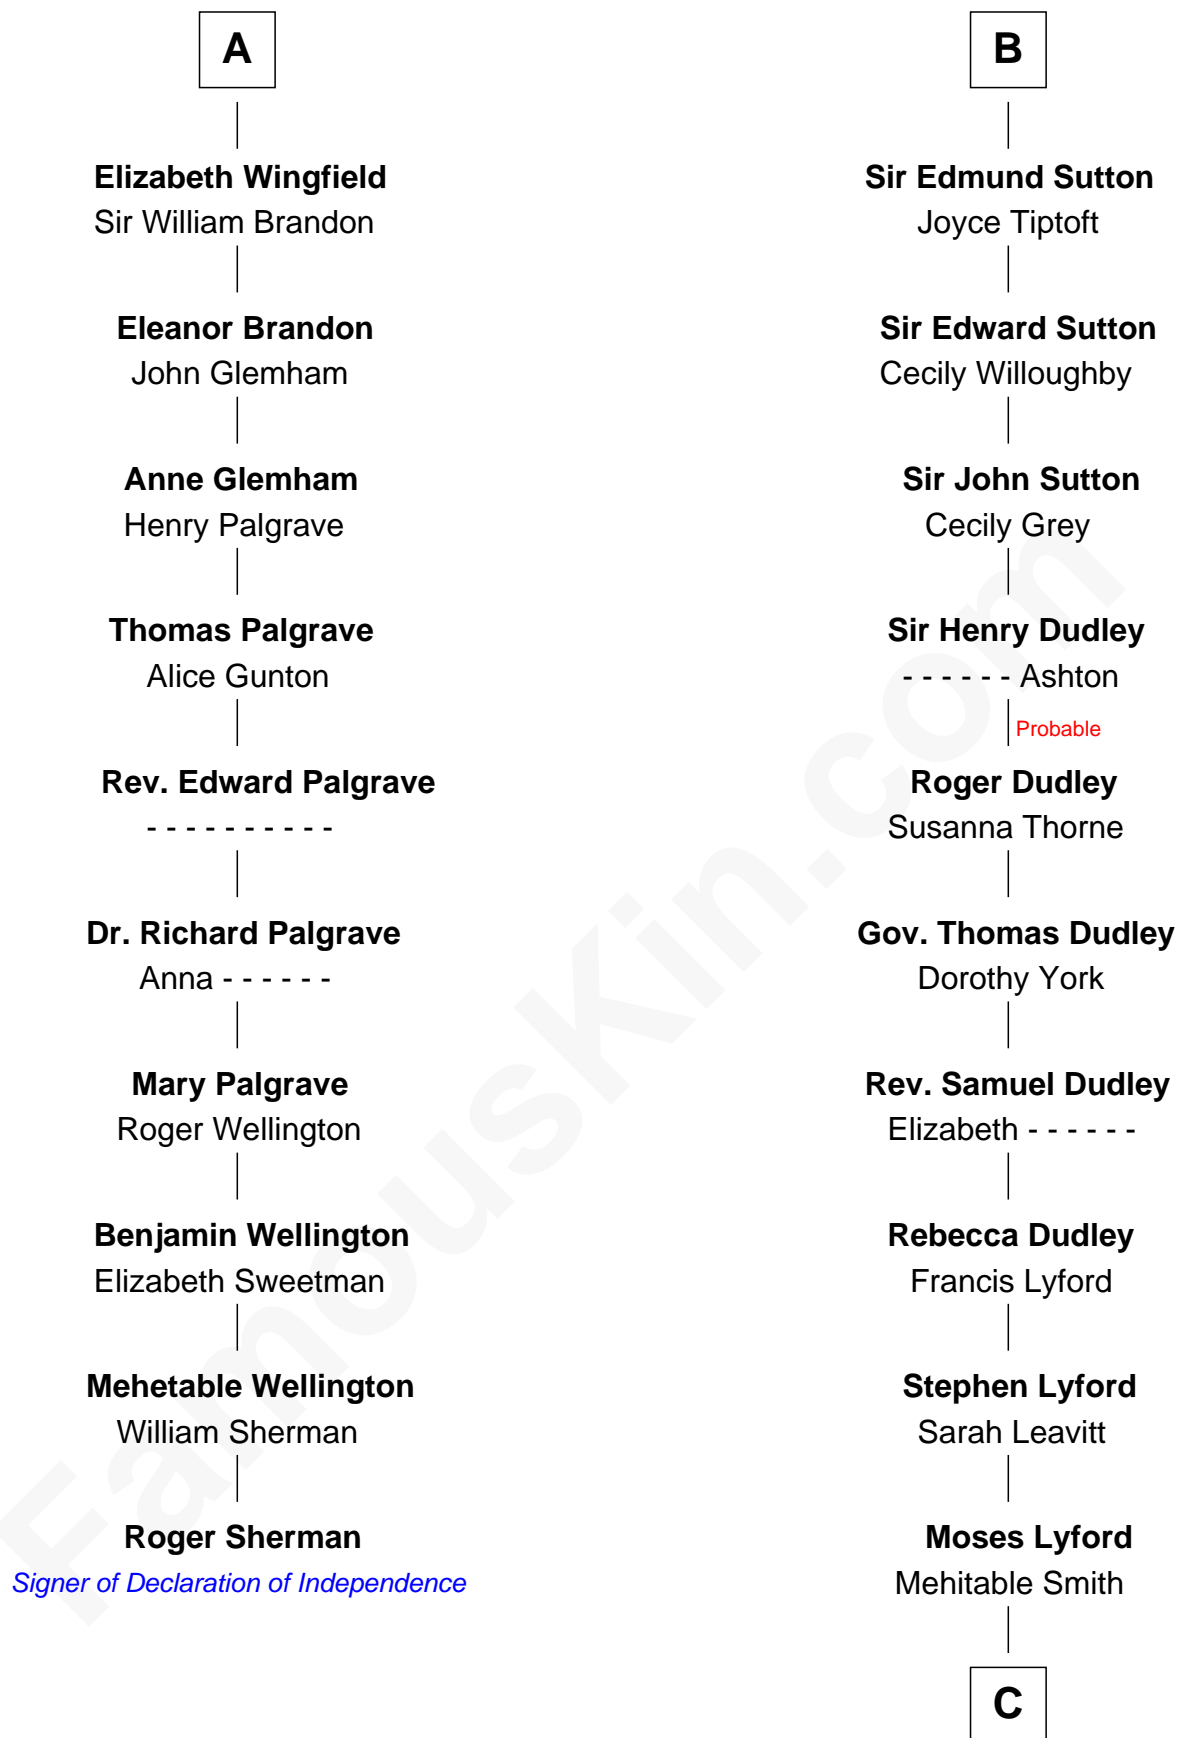 A
Elizabeth Wingfield
Sir William Brandon
Eleanor Brandon
John Glemham
Anne Glemham
Henry Palgrave
Thomas Palgrave
Alice Gunton
Rev. Edward Palgrave
- - - - - - - - - -
Dr. Richard Palgrave
Anna - - - - - -
Mary Palgrave
Roger Wellington
Benjamin Wellington
Elizabeth Sweetman
Mehetable Wellington
William Sherman
Roger Sherman
Signer of Declaration of Independence
B
Sir Edmund Sutton
Joyce Tiptoft
Sir Edward Sutton
Cecily Willoughby
Sir John Sutton
Cecily Grey
Sir Henry Dudley
- - - - - - Ashton
Probable
Roger Dudley
Susanna Thorne
Gov. Thomas Dudley
Dorothy York
Rev. Samuel Dudley
Elizabeth - - - - - -
Rebecca Dudley
Francis Lyford
Stephen Lyford
Sarah Leavitt
Moses Lyford
Mehitable Smith
C
FamousKin.com